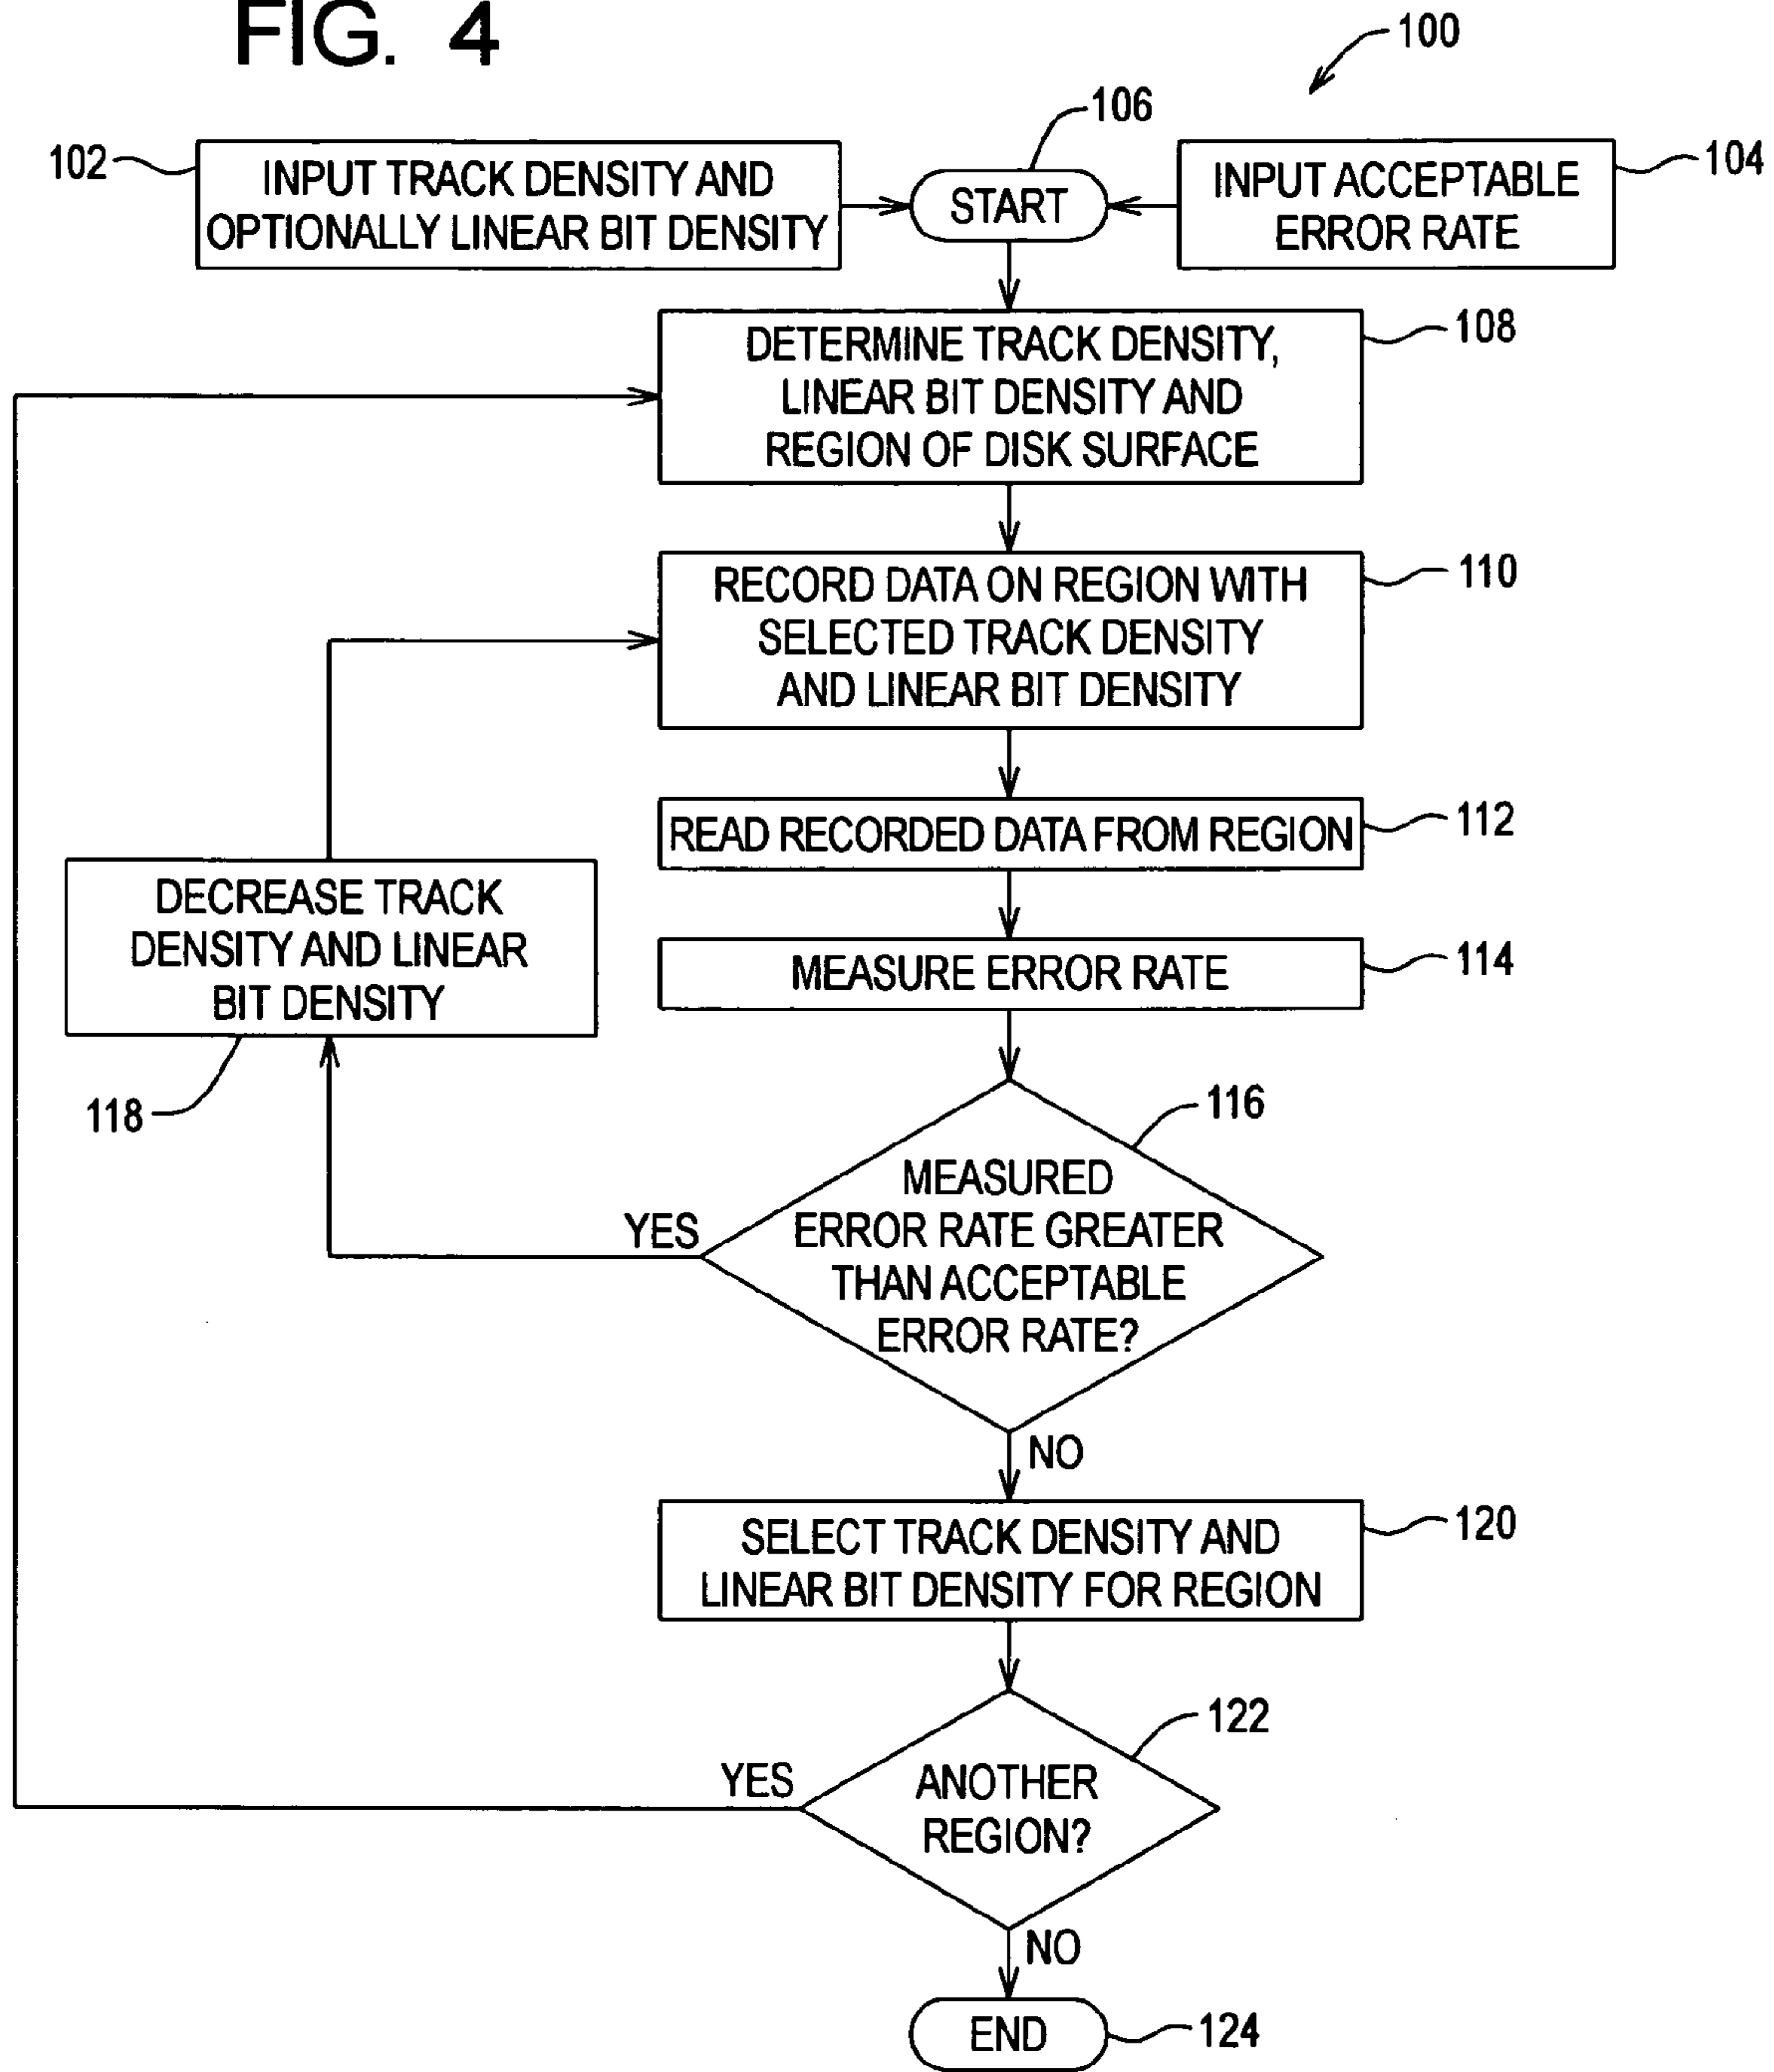 FIG. 4
100
106
102
INPUT TRACK DENSITY AND
OPTIONALLY LINEAR BIT DENSITY
START
INPUT ACCEPTABLE
ERROR RATE
104
DETERMINE TRACK DENSITY,
LINEAR BIT DENSITY AND
REGION OF DISK SURFACE
108
RECORD DATA ON REGION WITH
SELECTED TRACK DENSITY
AND LINEAR BIT DENSITY
110
READ RECORDED DATA FROM REGION
112
DECREASE TRACK
DENSITY AND LINEAR
BIT DENSITY
118
MEASURE ERROR RATE
114
116
MEASURED
ERROR RATE GREATER
THAN ACCEPTABLE
ERROR RATE?
YES
NO
SELECT TRACK DENSITY AND
LINEAR BIT DENSITY FOR REGION
120
122
ANOTHER
REGION?
YES
NO
END
124